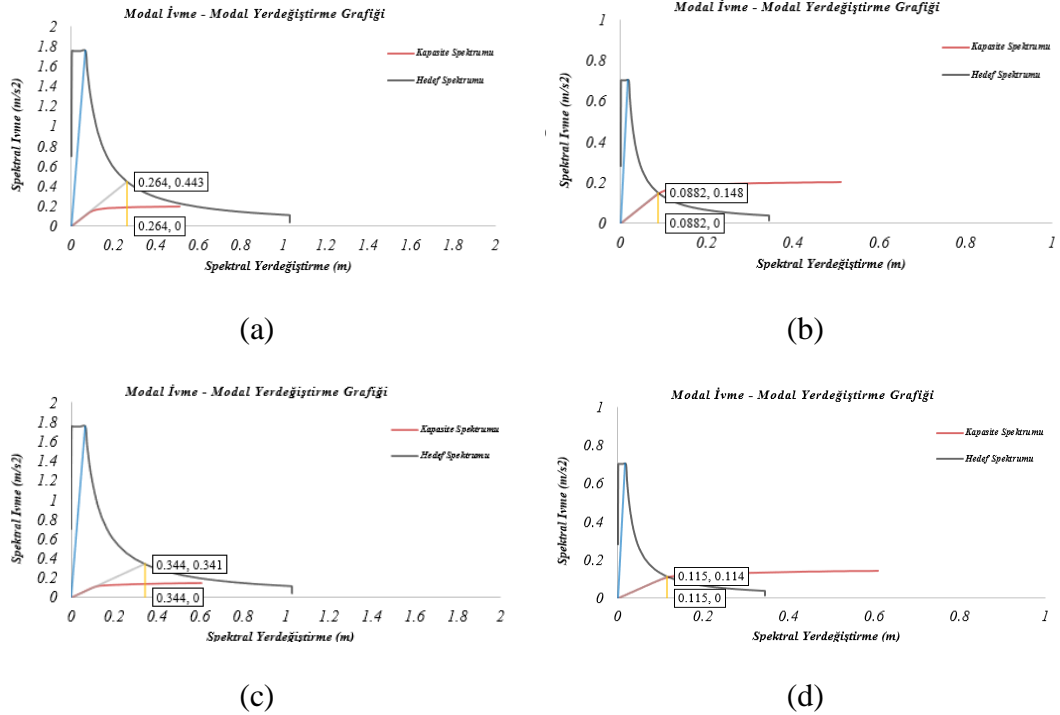 Modal İvme - Modal Yerdeğiştirme Grafiği
Spektral İvme (m/s2)
2
1.8
1.6
1.4
1.2
1
0.8
0.6
0.4
0.2
0
Kapasite Spektrumu
Hedef Spektrumu
0.264, 0.443
0.264, 0
0 0.2 0.4 0.6 0.8 1 1.2 1.4 1.6 1.8 2
Spektral Yerdeğiştirme (m)
(a)
Modal İvme - Modal Yerdeğiştirme Grafiği
Spektral İvme (m/s2)
1
0.8
0.6
0.4
0.2
0
Kapasite Spektrumu
Hedef Spektrumu
0.0882, 0.148
0.0882, 0
0 0.2 0.4 0.6 0.8 1
Spektral Yerdeğiştirme (m)
(b)
Modal İvme - Modal Yerdeğiştirme Grafiği
Spektral İvme (m/s2)
2
1.8
1.6
1.4
1.2
1
0.8
0.6
0.4
0.2
0
Kapasite Spektrumu
Hedef Spektrumu
0.344, 0.341
0.344, 0
0 0.2 0.4 0.6 0.8 1 1.2 1.4 1.6 1.8 2
Spektral Yerdeğiştirme (m)
(c)
Modal İvme - Modal Yerdeğiştirme Grafiği
Spektral İvme (m/s2)
1
0.8
0.6
0.4
0.2
0
Kapasite Spektrumu
Hedef Spektrumu
0.115, 0.114
0.115, 0
0 0.2 0.4 0.6 0.8 1
Spektral Yerdeğiştirme (m)
(d)